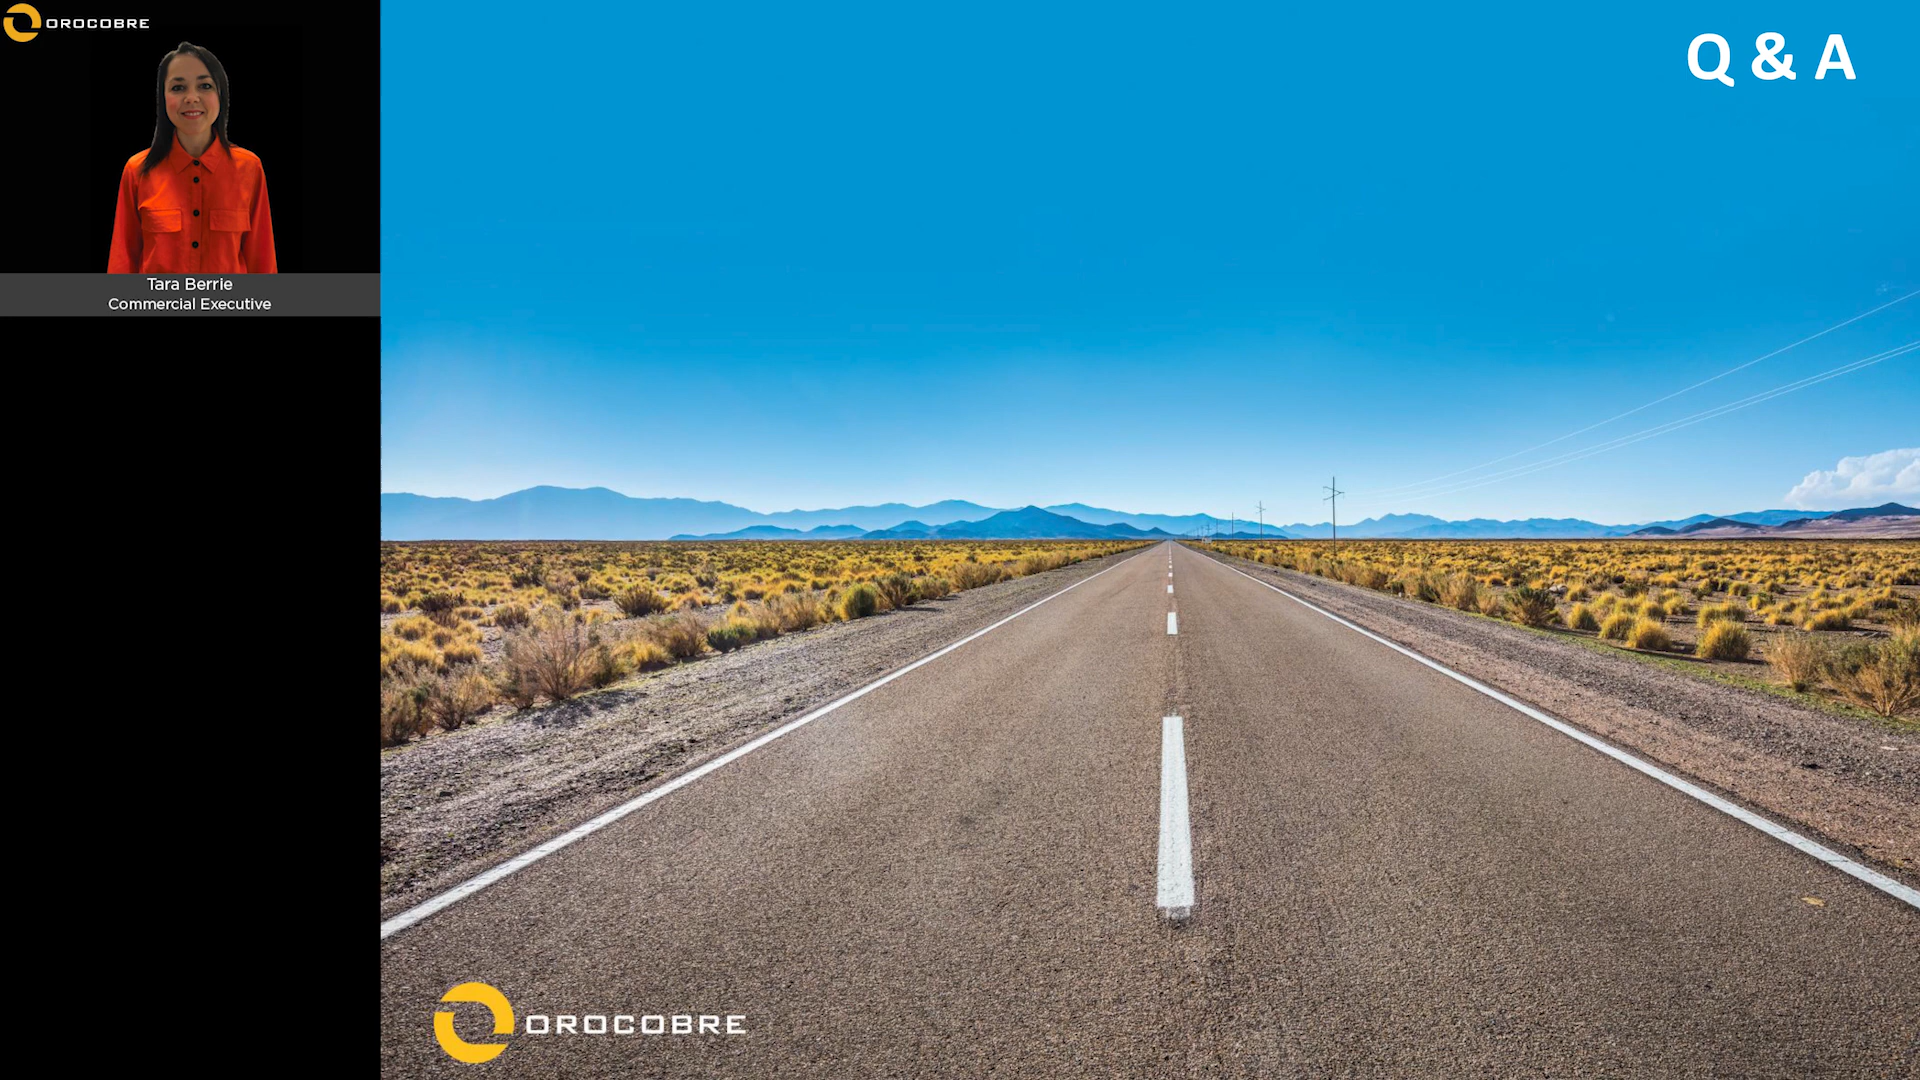 OROCOBRE
Tara Berrie
Commercial Executive
Q & A
OROCOBRE